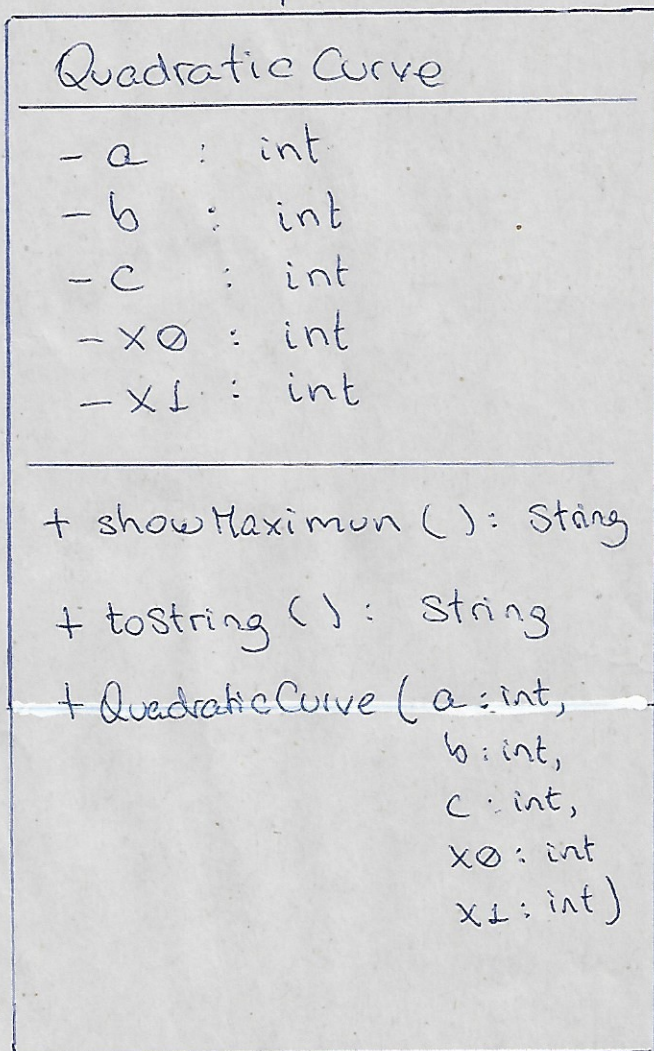 Quadratic Curve
- a : int
- b : int
- c : int
- x0 : int
- x1 : int
+ showMaximun(): String
+ toString(): String
+ QuadraticCurve(a: int,
b: int,
c: int,
x0: int
x1: int)